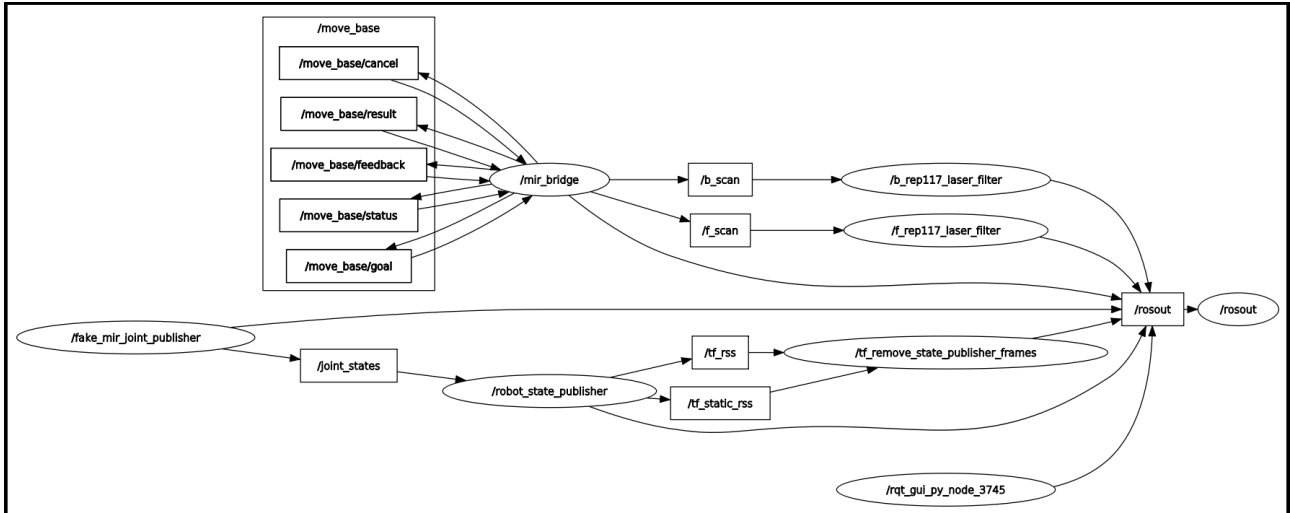 /move_base
/move_base/cancel
/move_base/result
/move_base/feedback
/move_base/status
/move_base/goal
/mir_bridge
/b_scan
/b_rep117_laser_filter
/f_scan
/f_rep117_laser_filter
/rosout
/rosout
/fake_mir_joint_publisher
/joint_states
/robot_state_publisher
/tf_rss
/tf_static_rss
/tf_remove_state_publisher_frames
/rqt_gui_py_node_3745